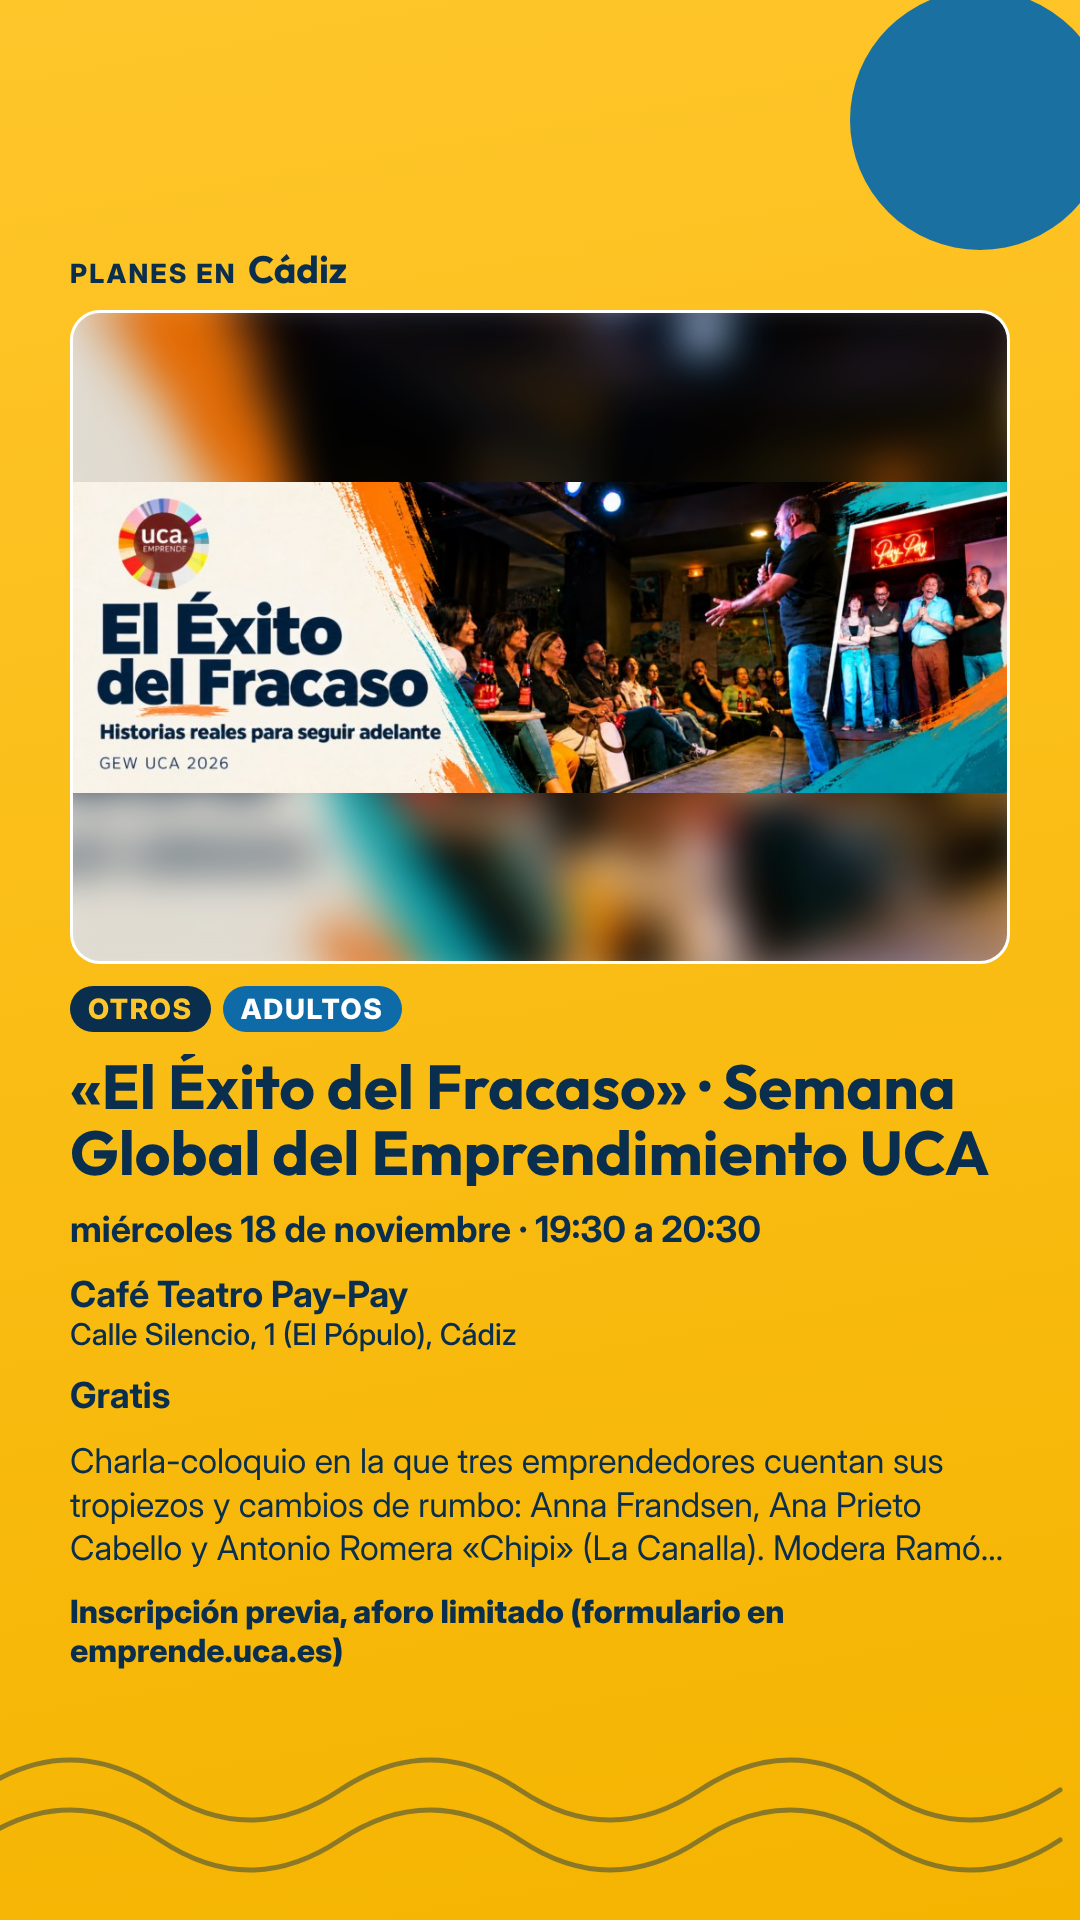 PLANES EN Cádiz
uca.
EMPRENDE
El Éxito
del Fracaso
Historias reales para seguir adelante
GEW UCA 2026
Pay-Pay
OTROS
ADULTOS
«El Éxito del Fracaso» · Semana
Global del Emprendimiento UCA
miércoles 18 de noviembre · 19:30 a 20:30
Café Teatro Pay-Pay
Calle Silencio, 1 (El Pópulo), Cádiz
Gratis
Charla-coloquio en la que tres emprendedores cuentan sus
tropiezos y cambios de rumbo: Anna Frandsen, Ana Prieto
Cabello y Antonio Romera «Chipi» (La Canalla). Modera Ramó...
Inscripción previa, aforo limitado (formulario en
emprende.uca.es)